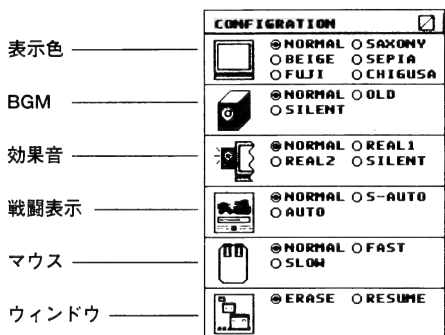 CONFIGRATION
表示色
NORMAL SAXONY
BEIGE SEPIA
FUJI CHIGUSA
BGM
NORMAL OLD
SILENT
効果音
NORMAL REAL1
REAL2 SILENT
戦闘表示
NORMAL S-AUTO
AUTO
マウス
NORMAL FAST
SLOW
ウィンドウ
ERASE RESUME